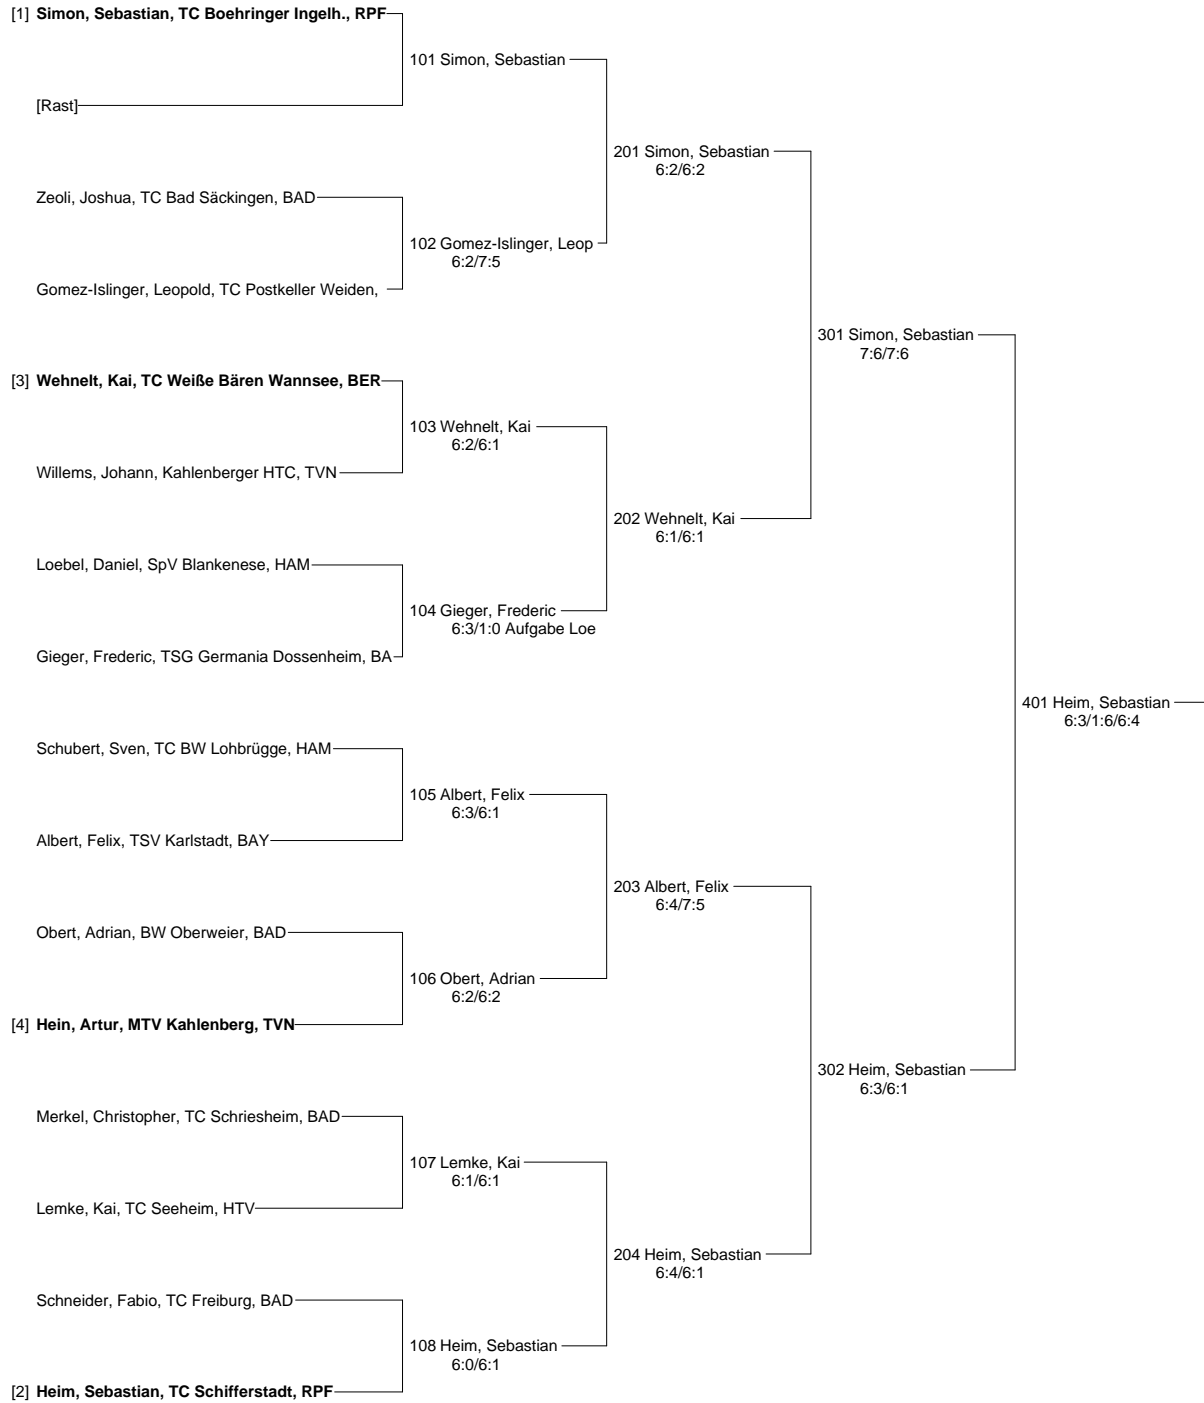 [1] Simon, Sebastian, TC Boehringer Ingelh., RPF
101 Simon, Sebastian
[Rast]
201 Simon, Sebastian
6:2/6:2
Zeoli, Joshua, TC Bad Säckingen, BAD
102 Gomez-Islinger, Leop
6:2/7:5
Gomez-Islinger, Leopold, TC Postkeller Weiden,
301 Simon, Sebastian
7:6/7:6
[3] Wehnelt, Kai, TC Weiße Bären Wannsee, BER
103 Wehnelt, Kai
6:2/6:1
Willems, Johann, Kahlenberger HTC, TVN
202 Wehnelt, Kai
6:1/6:1
Loebel, Daniel, SpV Blankenese, HAM
104 Gieger, Frederic
6:3/1:0 Aufgabe Loe
Gieger, Frederic, TSG Germania Dossenheim, BA
401 Heim, Sebastian
6:3/1:6/6:4
Schubert, Sven, TC BW Lohbrügge, HAM
105 Albert, Felix
6:3/6:1
Albert, Felix, TSV Karlstadt, BAY
203 Albert, Felix
6:4/7:5
Obert, Adrian, BW Oberweier, BAD
106 Obert, Adrian
6:2/6:2
[4] Hein, Artur, MTV Kahlenberg, TVN
302 Heim, Sebastian
6:3/6:1
Merkel, Christopher, TC Schriesheim, BAD
107 Lemke, Kai
6:1/6:1
Lemke, Kai, TC Seeheim, HTV
204 Heim, Sebastian
6:4/6:1
Schneider, Fabio, TC Freiburg, BAD
108 Heim, Sebastian
6:0/6:1
[2] Heim, Sebastian, TC Schifferstadt, RPF